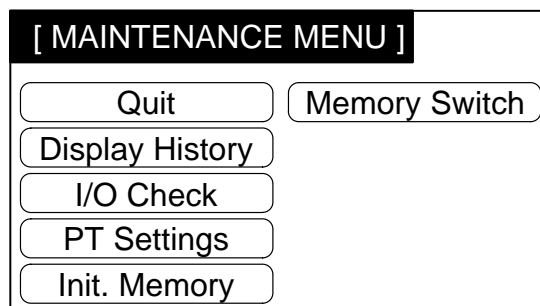 [ MAINTENANCE MENU ]
Quit
Memory Switch
Display History
I/O Check
PT Settings
Init. Memory